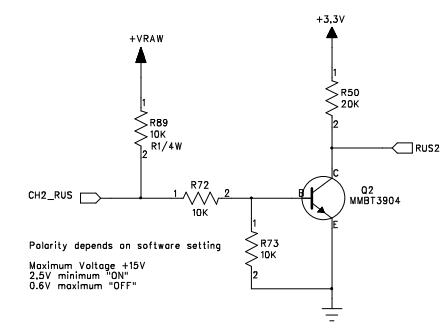 +3.3V
+VRAW
1
R50
20K
2
1
R89
10K
R1/4W
2
RUS2
C
CH2_RUS
1
R72
2
10K
B
Q2
MMBT3904
E
1
R73
10K
2
Polarity depends on software setting
Maximum Voltage +15V
2.5V minimum "ON"
0.6V maximum "OFF"